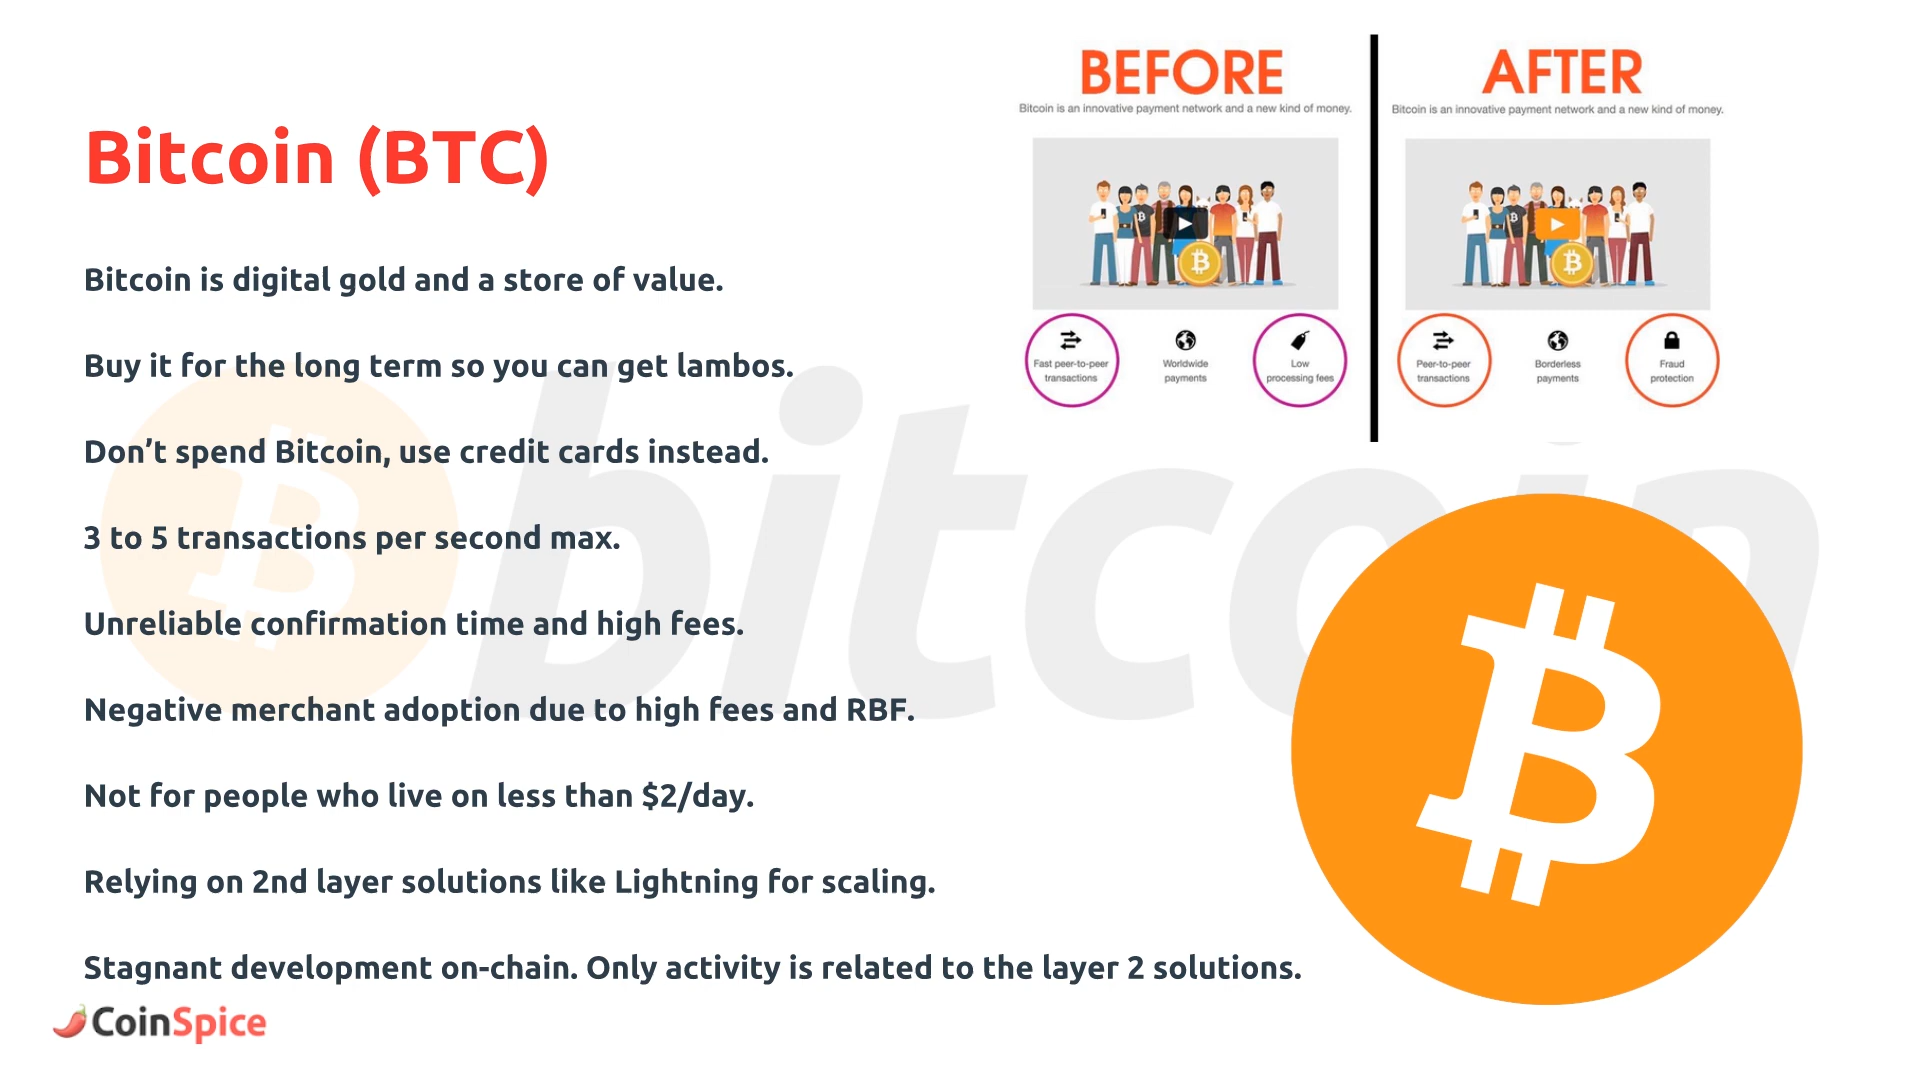 Bitcoin (BTC)
Bitcoin is digital gold and a store of value.
Buy it for the long term so you can get lambos.
Don’t spend Bitcoin, use credit cards instead.
3 to 5 transactions per second max.
Unreliable confirmation time and high fees.
Negative merchant adoption due to high fees and RBF.
Not for people who live on less than $2/day.
Relying on 2nd layer solutions like Lightning for scaling.
Stagnant development on-chain. Only activity is related to the layer 2 solutions.
CoinSpice
BEFORE
Bitcoin is an innovative payment network and a new kind of money.
Fast peer-to-peer
transactions
Worldwide
payments
Low
processing fees
AFTER
Bitcoin is an innovative payment network and a new kind of money.
Peer-to-peer
transactions
Borderless
payments
Fraud
protection
bitcoin